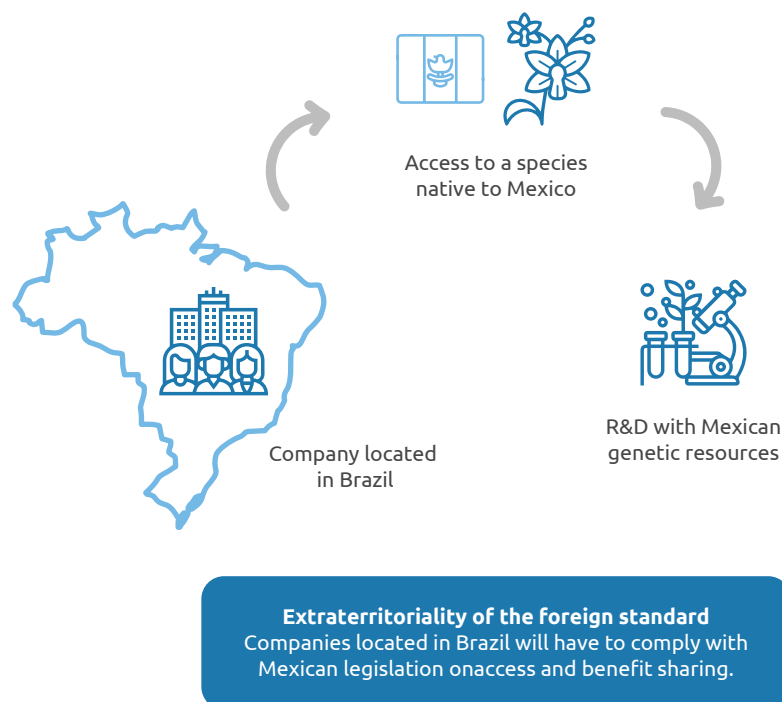 Access to a species
native to Mexico
Company located
in Brazil
R&D with Mexican
genetic resources
Extraterritoriality of the foreign standard
Companies located in Brazil will have to comply with
Mexican legislation onaccess and benefit sharing.